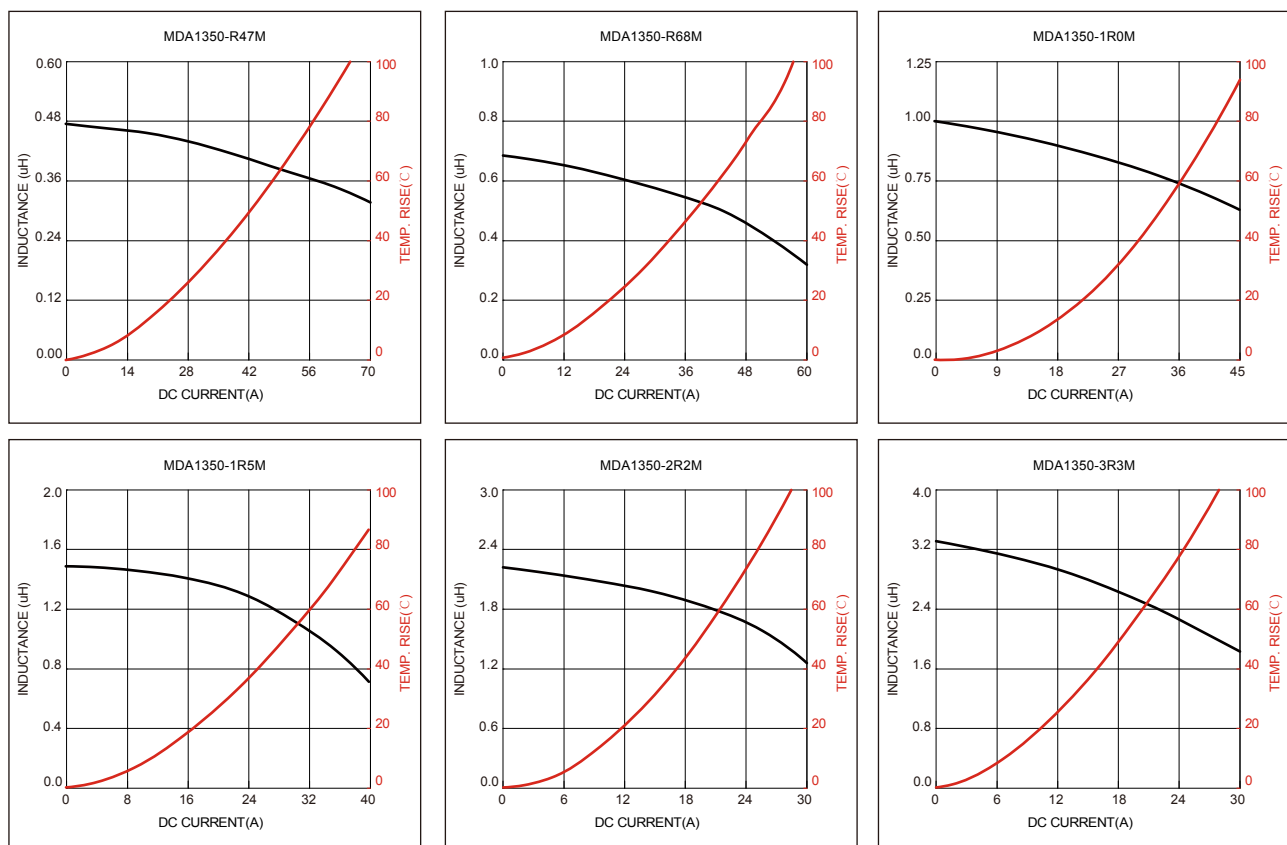 MDA1350-R47M
INDUCTANCE (uH)
0.60
0.48
0.36
0.24
0.12
0.00
0 14 28 42 56 70
DC CURRENT(A)
100
80
60
40
20
0
TEMP. RISE(℃)
MDA1350-R68M
INDUCTANCE (uH)
1.0
0.8
0.6
0.4
0.2
0.0
0 12 24 36 48 60
DC CURRENT(A)
100
80
60
40
20
0
TEMP. RISE(℃)
MDA1350-1R0M
INDUCTANCE (uH)
1.25
1.00
0.75
0.50
0.25
0.00
0 9 18 27 36 45
DC CURRENT(A)
100
80
60
40
20
0
TEMP. RISE(℃)
MDA1350-1R5M
INDUCTANCE (uH)
2.0
1.6
1.2
0.8
0.4
0.0
0 8 16 24 32 40
DC CURRENT(A)
100
80
60
40
20
0
TEMP. RISE(℃)
MDA1350-2R2M
INDUCTANCE (uH)
3.0
2.4
1.8
1.2
0.6
0.0
0 6 12 18 24 30
DC CURRENT(A)
100
80
60
40
20
0
TEMP. RISE(℃)
MDA1350-3R3M
INDUCTANCE (uH)
4.0
3.2
2.4
1.6
0.8
0.0
0 6 12 18 24 30
DC CURRENT(A)
100
80
60
40
20
0
TEMP. RISE(℃)